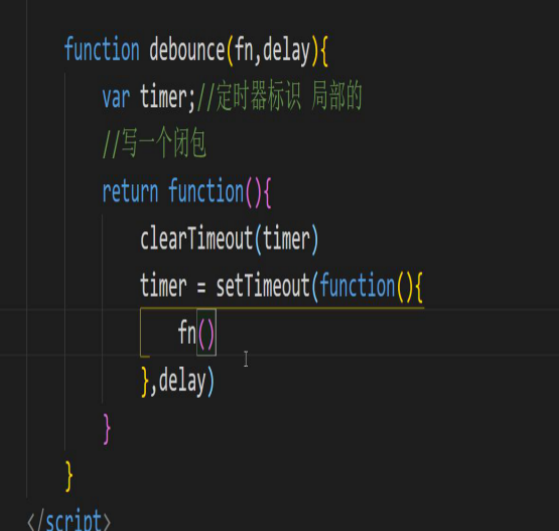 function debounce(fn,delay){
var timer;//定时器标识 局部的
//写一个闭包
return function(){
clearTimeout(timer)
timer = setTimeout(function(){
fn()
},delay)
}
}
</script>